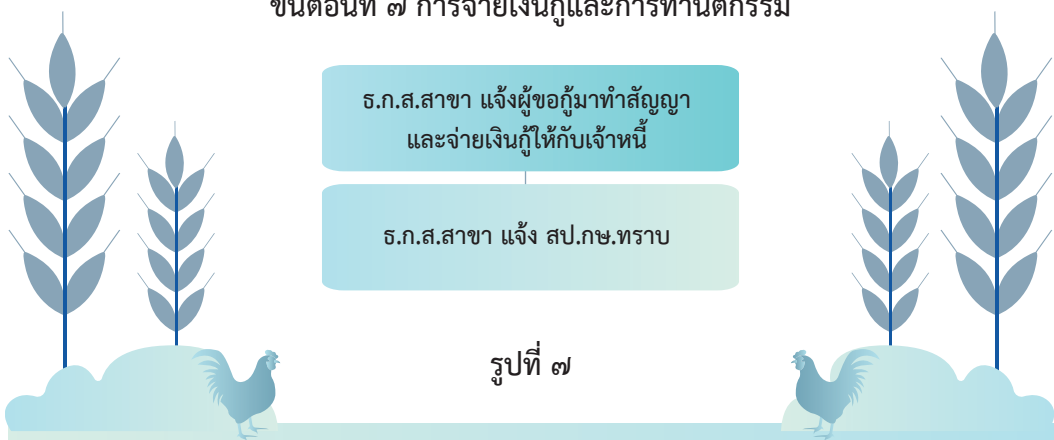 ขั้นตอนที่ ๗ การจ่ายเงินกู้และการทำนิติกรรม
ธ.ก.ส.สาขา แจ้งผู้ขอกู้มาทำสัญญา
และจ่ายเงินกู้ให้กับเจ้าหนี้
ธ.ก.ส.สาขา แจ้ง สป.กษ.ทราบ
รูปที่ ๗